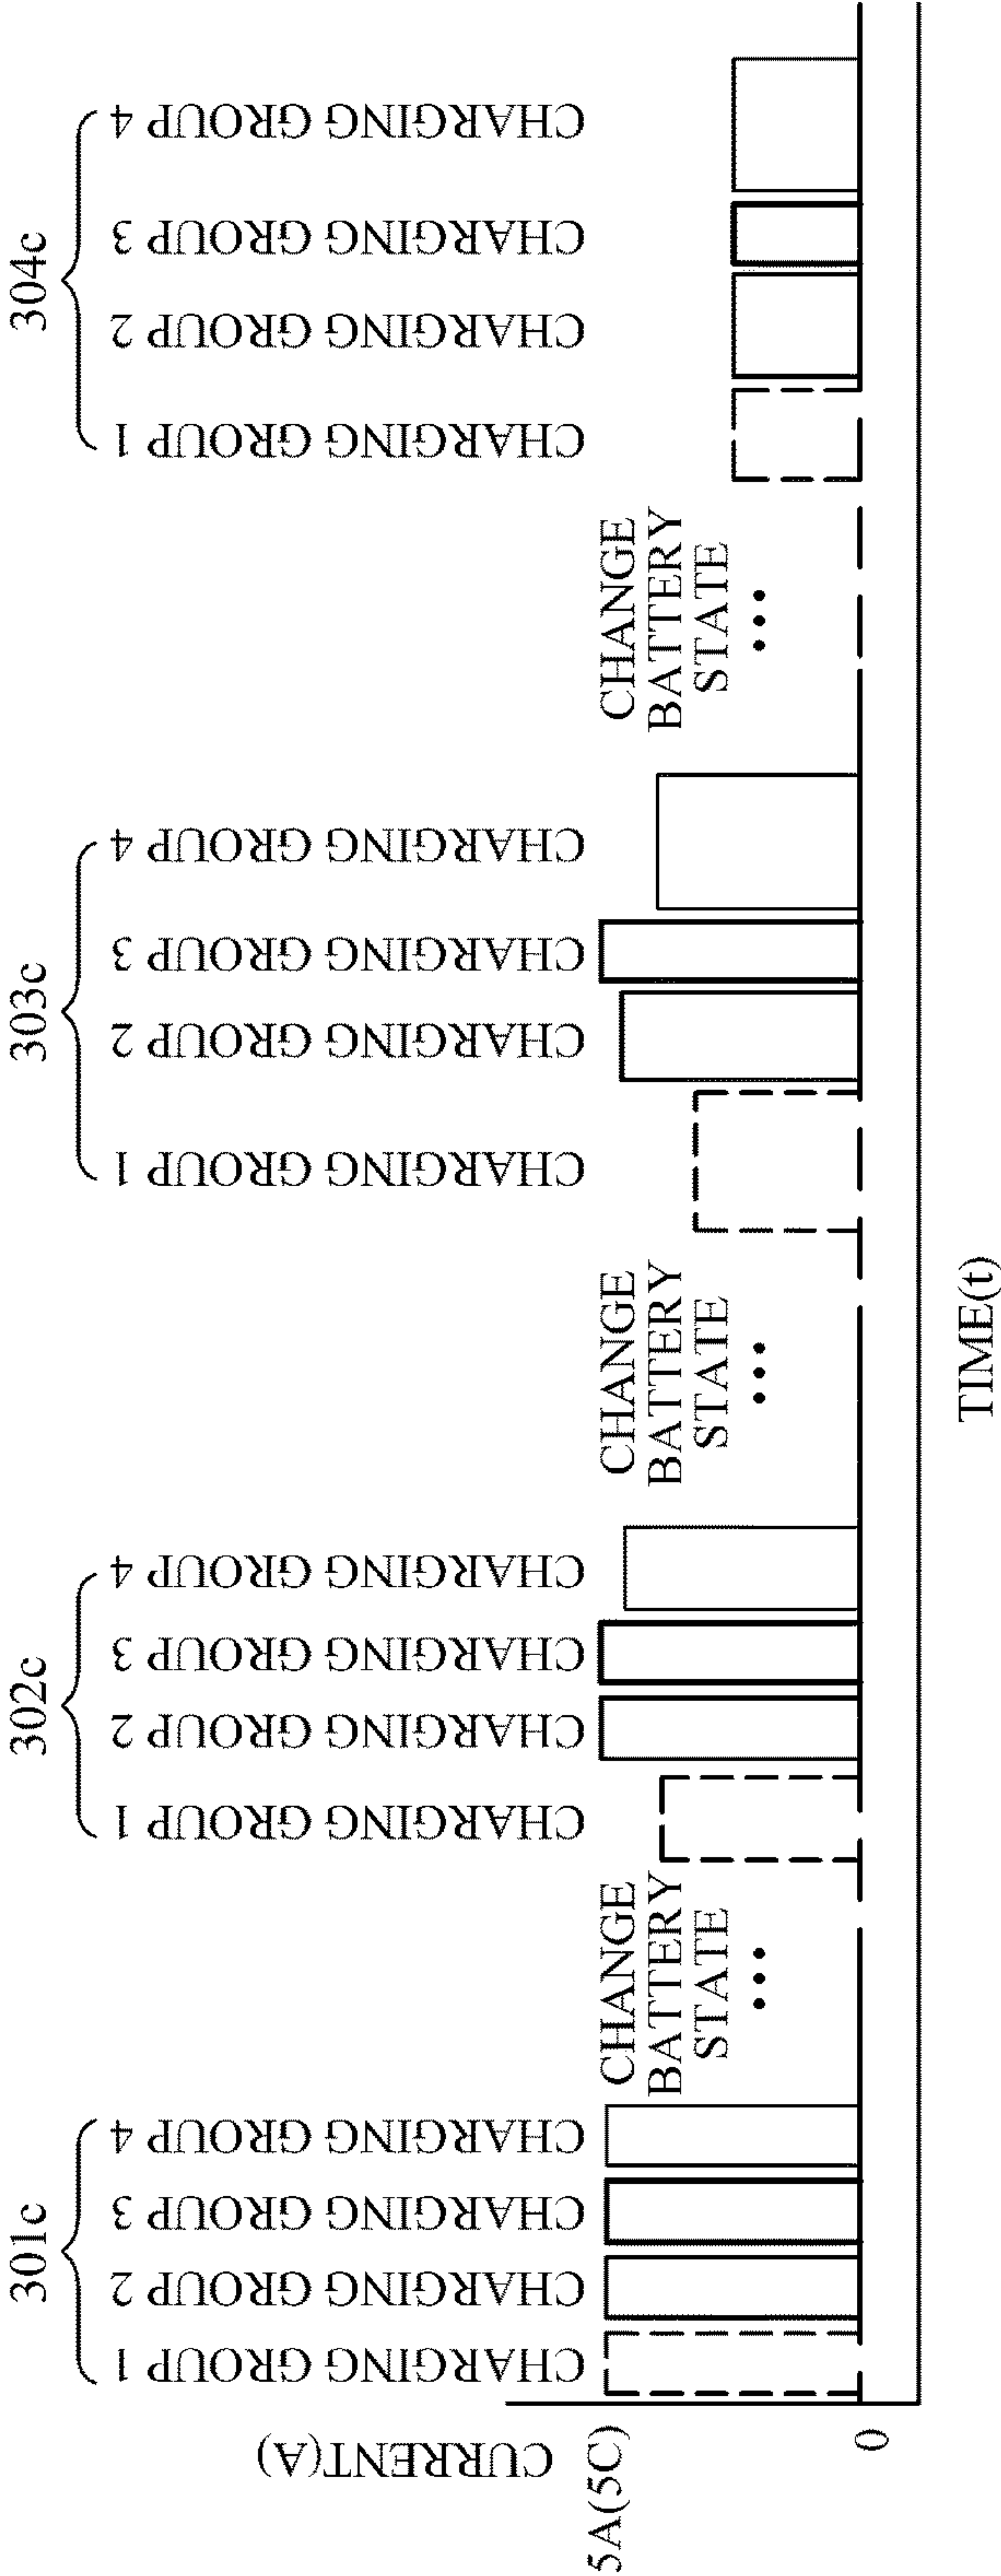 301c
302c
303c
304c
CHARGING GROUP 1
CHARGING GROUP 2
CHARGING GROUP 3
CHARGING GROUP 4
CHARGING GROUP 1
CHARGING GROUP 2
CHARGING GROUP 3
CHARGING GROUP 4
CHARGING GROUP 1
CHARGING GROUP 2
CHARGING GROUP 3
CHARGING GROUP 4
CHARGING GROUP 1
CHARGING GROUP 2
CHARGING GROUP 3
CHARGING GROUP 4
CURRENT(A)
5A(5C)
0
CHANGE
BATTERY
STATE
•••
CHANGE
BATTERY
STATE
•••
CHANGE
BATTERY
STATE
•••
TIME(t)